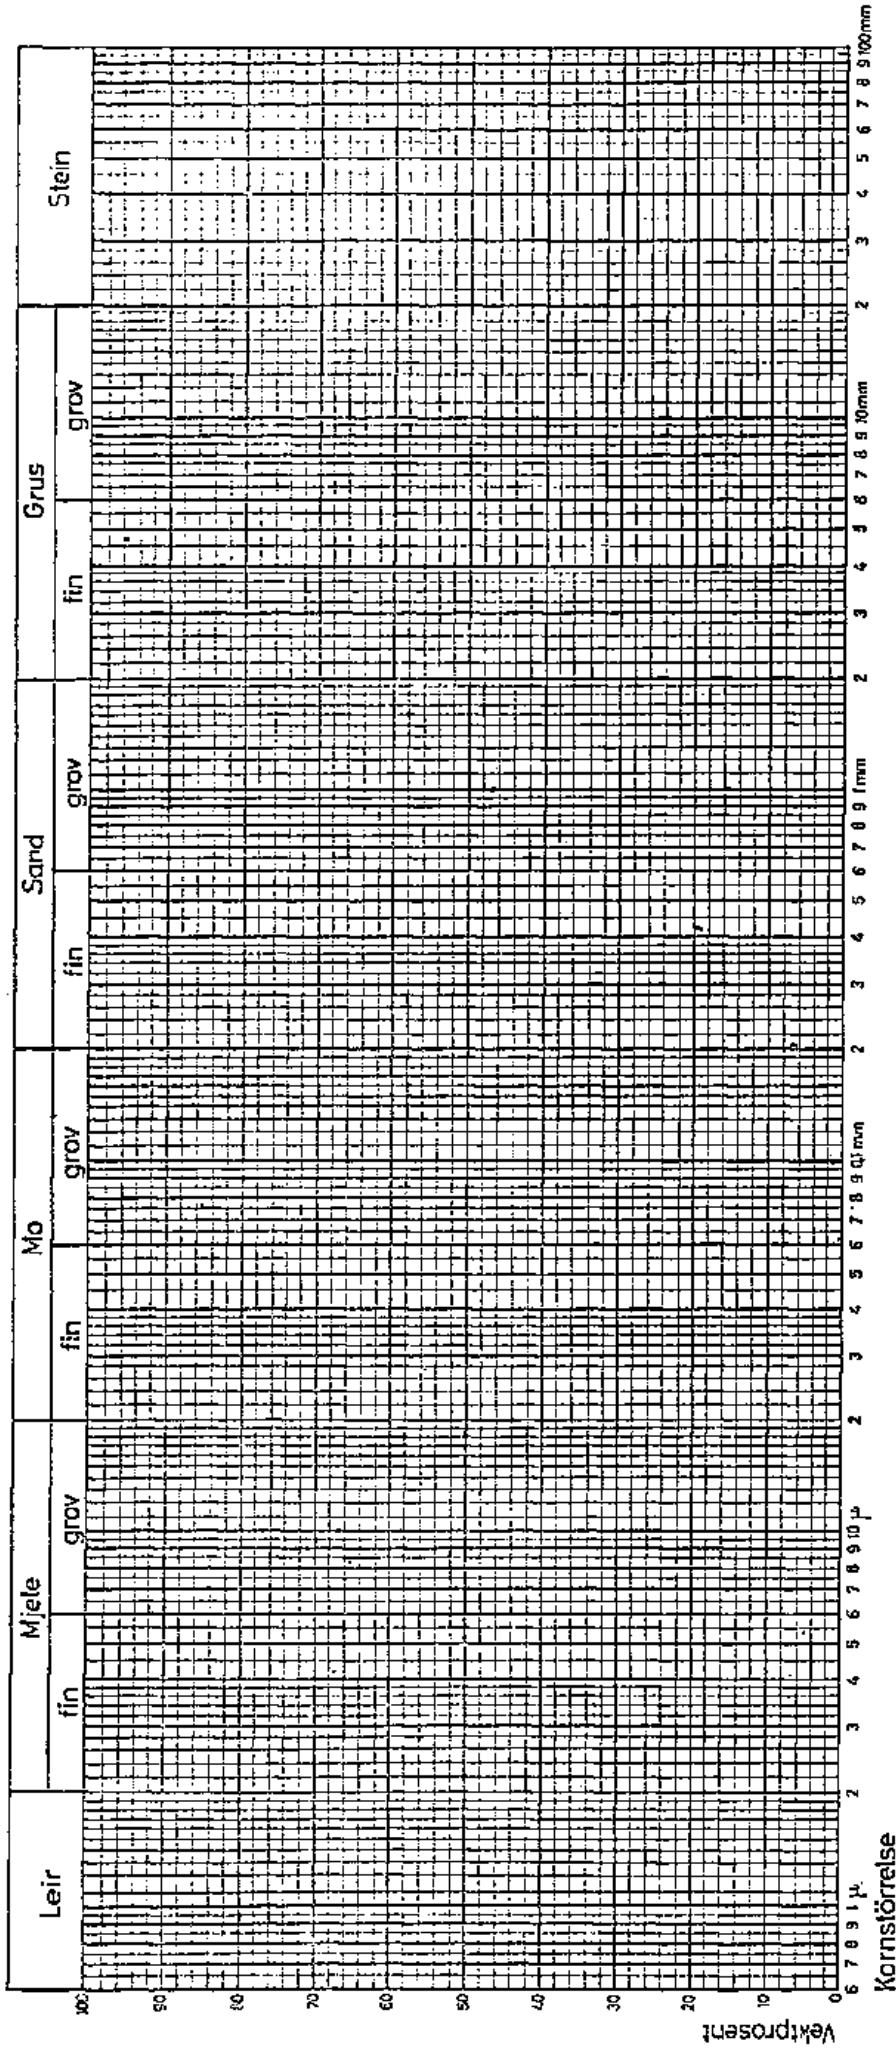 Leir Mjele Mo Sand Grus Stein
fin grov fin grov fin grov fin grov
Vektprosent
100
90
80
70
60
50
40
30
20
10
0
6 7 8 9 1 μ 2 3 4 5 6 7 8 9 10 μ 2 3 4 5 6 7 8 9 0,1 mm 2 3 4 5 6 7 8 9 1 mm 2 3 4 5 6 7 8 9 10 mm 2 3 4 5 6 7 8 9 100 mm
Kornstörrelse